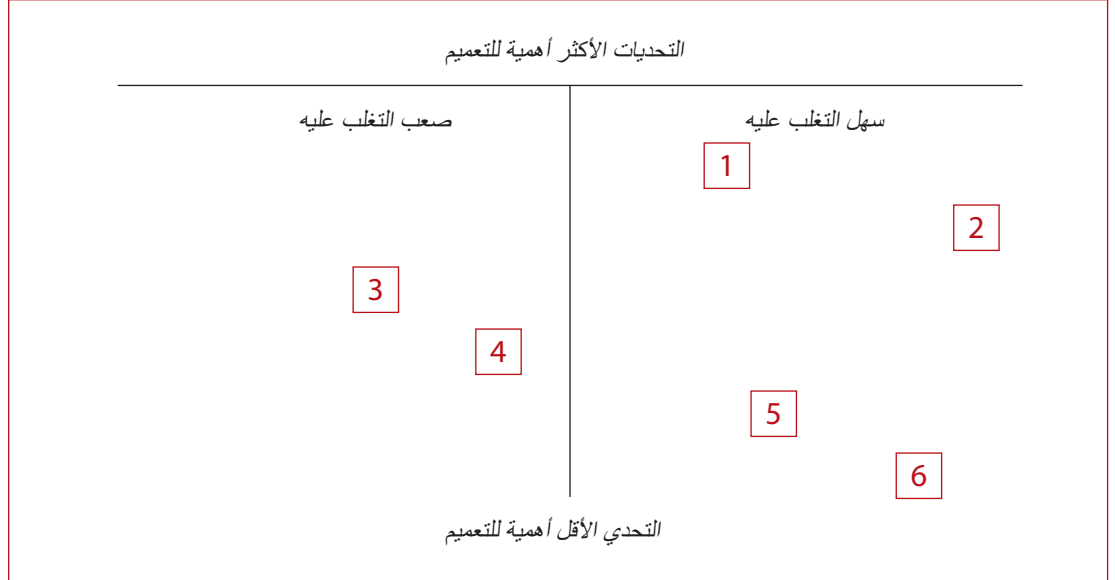 التحديات الأكثر أهمية للتعميم
سهل التغلب عليه
صعب التغلب عليه
1
2
3
4
5
6
التحدي الأقل أهمية للتعميم